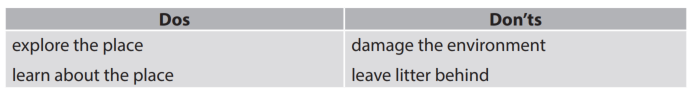 Dos Don’ts
explore the place damage the environment
learn about the place leave litter behind